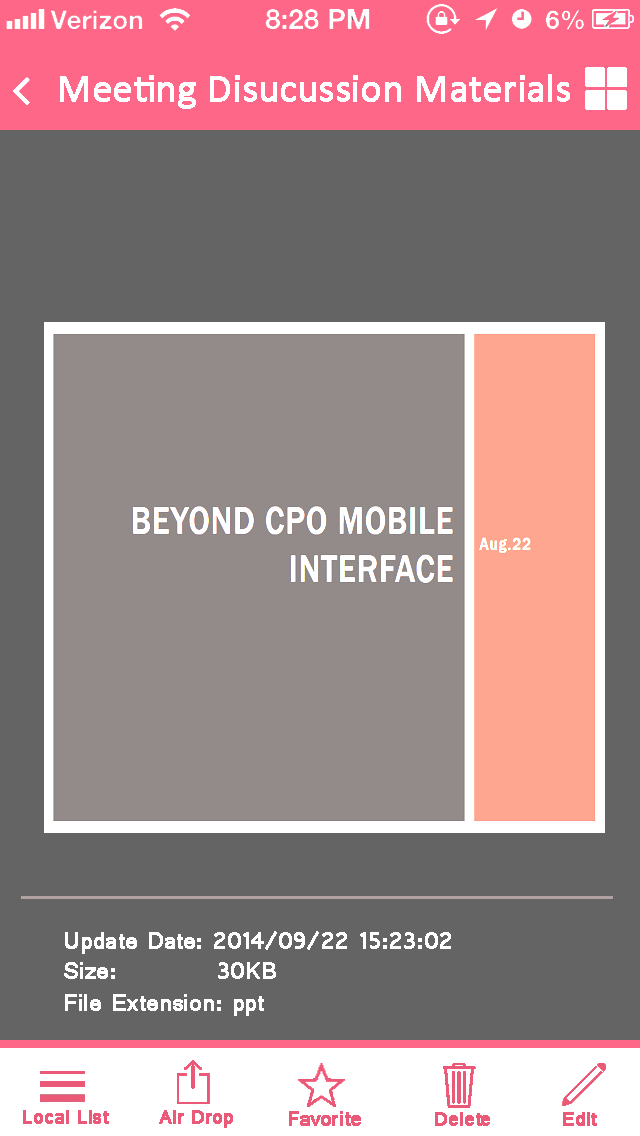 Verizon 8:28 PM 6%
Meeting Disucussion Materials
BEYOND CPO MOBILE
INTERFACE
Aug.22
Update Date: 2014/09/22 15:23:02
Size: 30KB
File Extension: ppt
Local List Air Drop Favorite Delete Edit